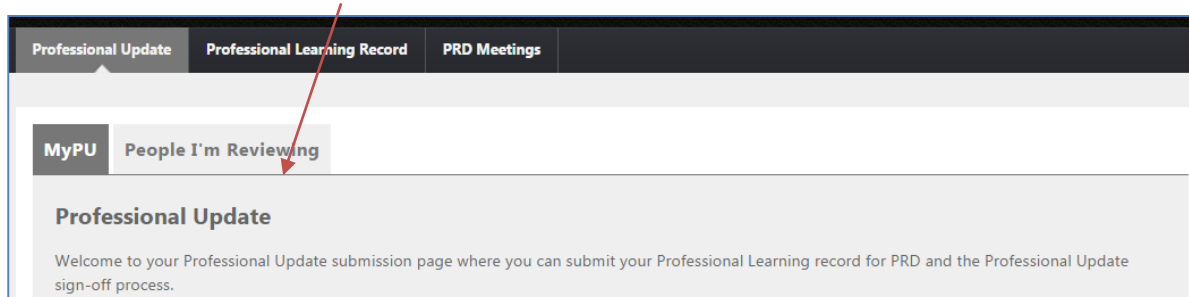 Professional Update Professional Learning Record PRD Meetings
MyPU People I'm Reviewing
Professional Update
Welcome to your Professional Update submission page where you can submit your Professional Learning record for PRD and the Professional Update
sign-off process.